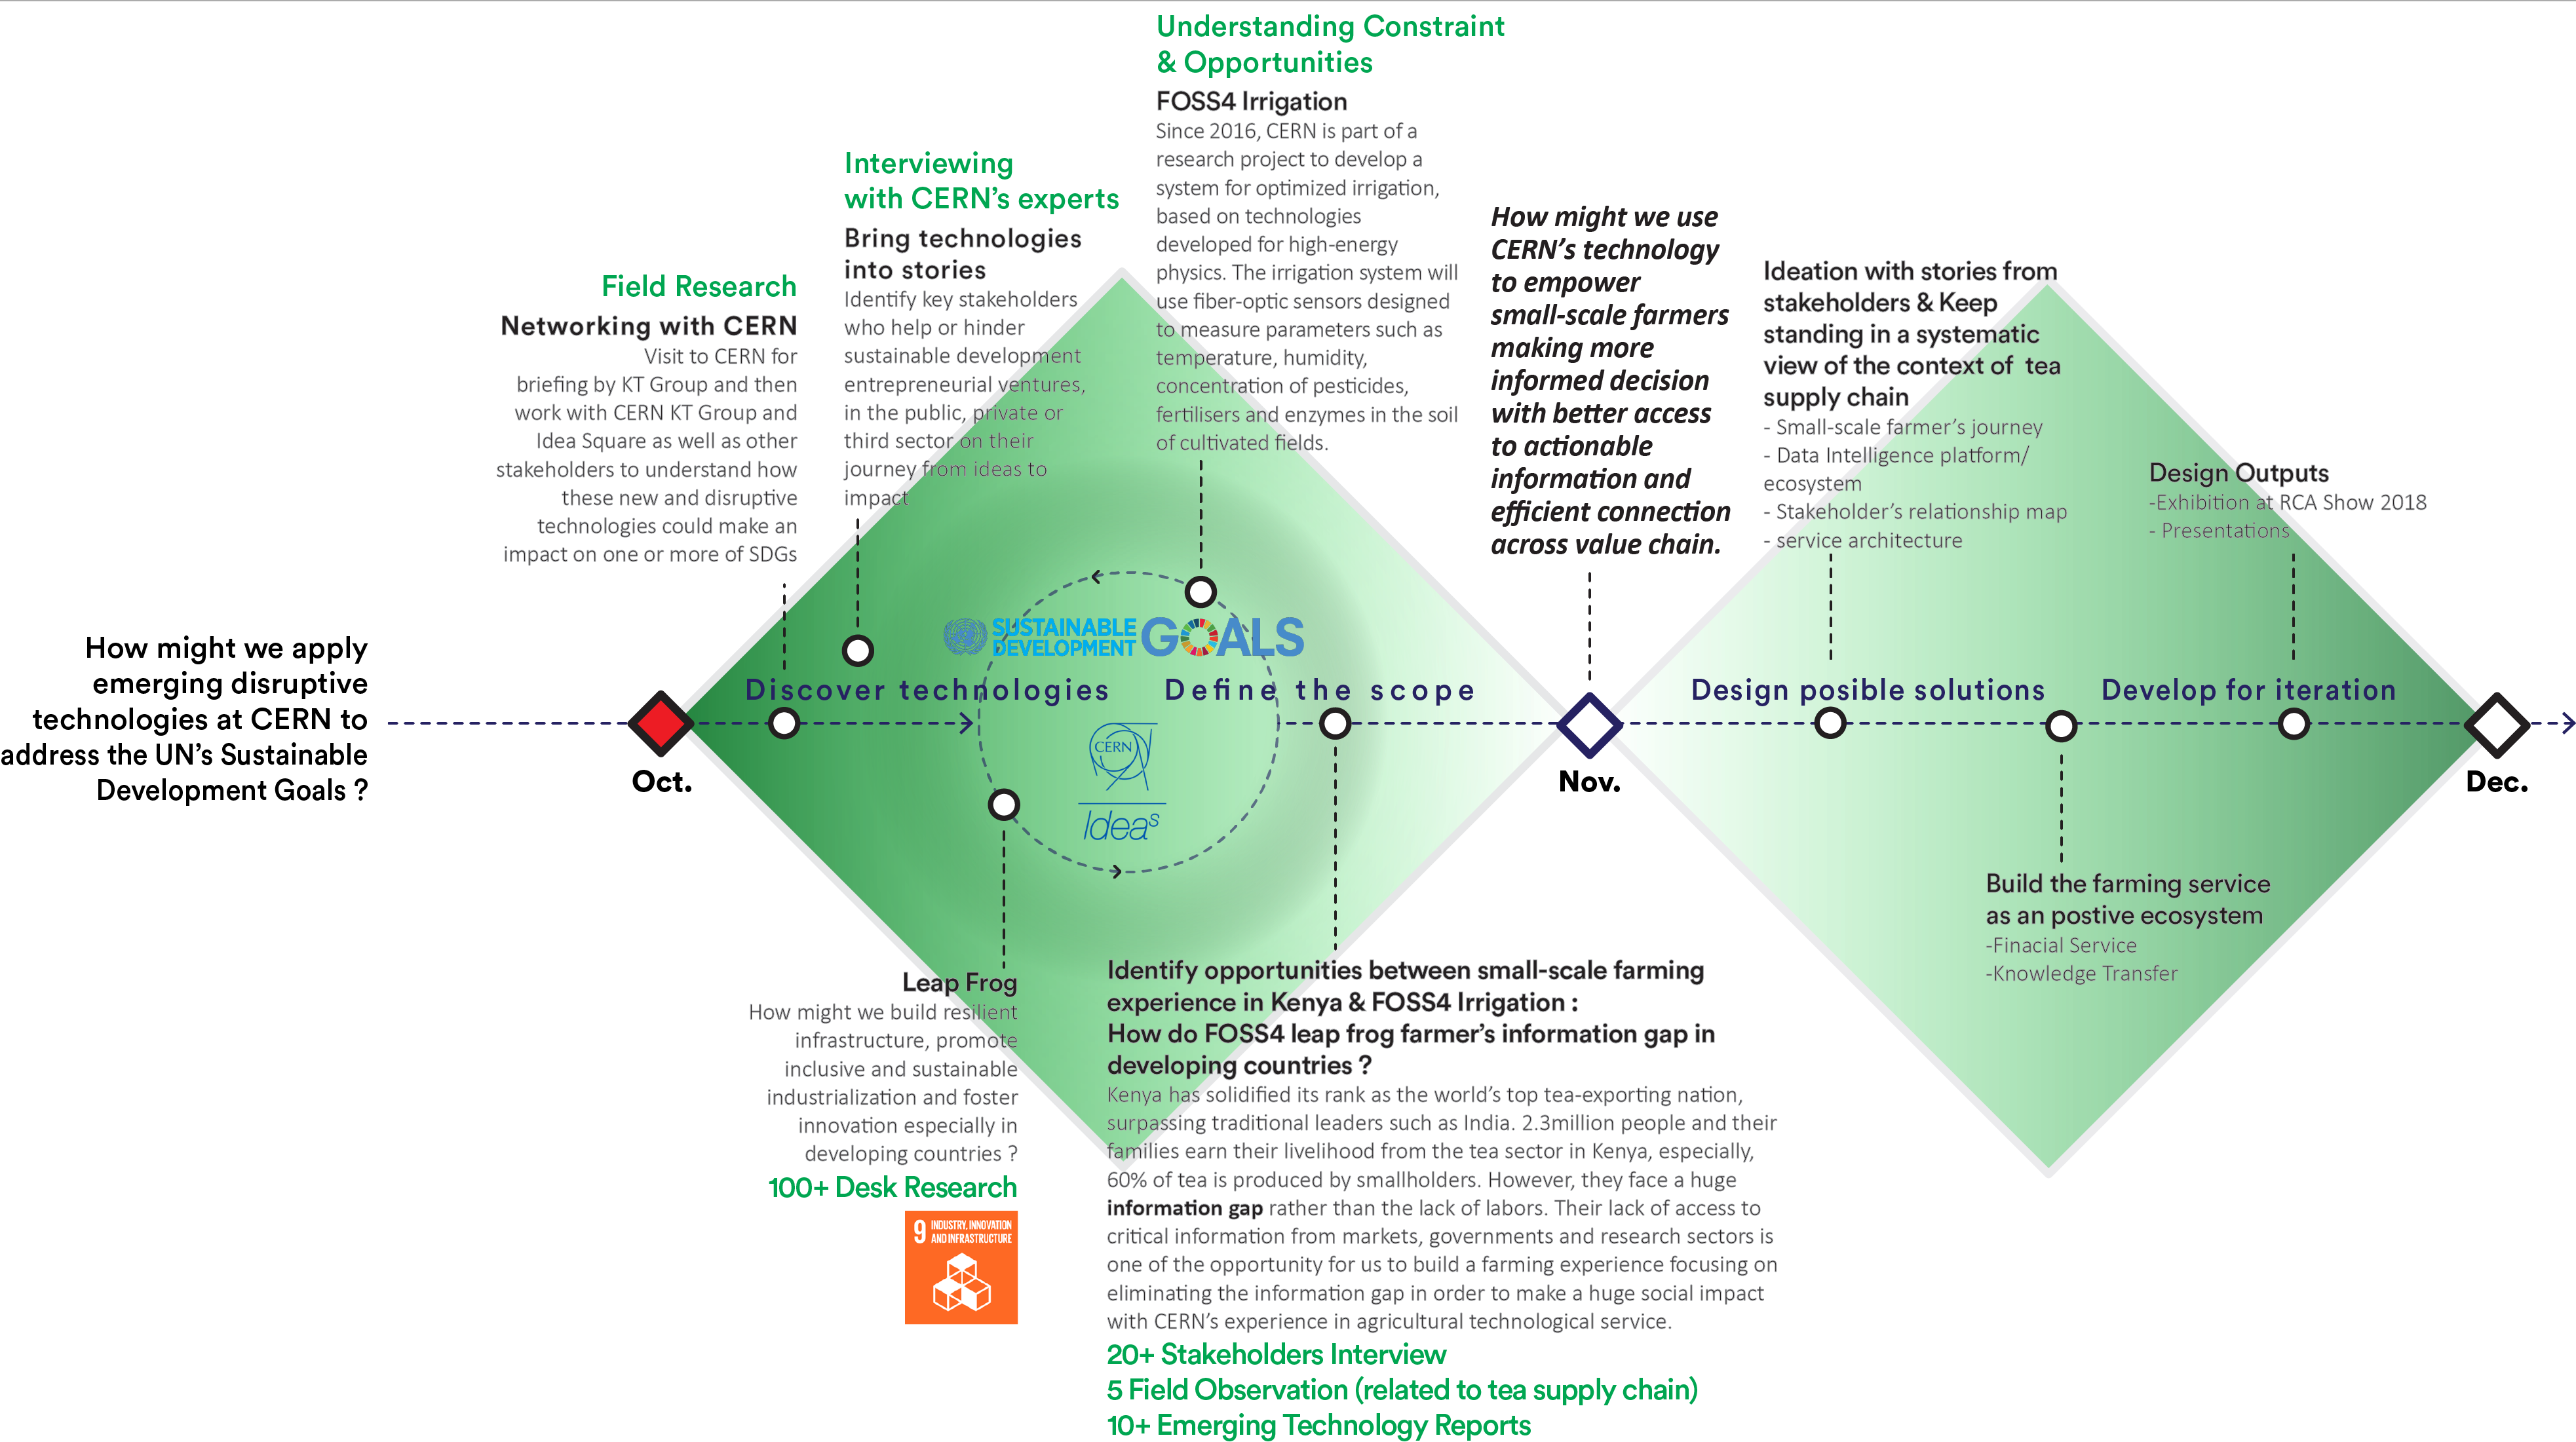 How might we apply
emerging disruptive
technologies at CERN to
address the UN's Sustainable
Development Goals ?
Field Research
Networking with CERN
Visit to CERN for
briefing by KT Group and then
work with CERN KT Group and
Idea Square as well as other
stakeholders to understand how
these new and disruptive
technologies could make an
impact on one or more of SDGs
Interviewing
with CERN's experts
Bring technologies
into stories
Identify key stakeholders
who help or hinder
sustainable development
entrepreneurial ventures,
in the public, private or
third sector on their
journey from ideas to
impact
Understanding Constraint
& Opportunities
FOSS4 Irrigation
Since 2016, CERN is part of a
research project to develop a
system for optimized irrigation,
based on technologies
developed for high-energy
physics. The irrigation system will
use fiber-optic sensors designed
to measure parameters such as
temperature, humidity,
concentration of pesticides,
fertilisers and enzymes in the soil
of cultivated fields.
How might we use
CERN's technology
to empower
small-scale farmers
making more
informed decision
with better access
to actionable
information and
efficient connection
across value chain.
Ideation with stories from
stakeholders & Keep
standing in a systematic
view of the context of tea
supply chain
- Small-scale farmer's journey
- Data Intelligence platform/
ecosystem
- Stakeholder's relationship map
- service architecture
Design Outputs
-Exhibition at RCA Show 2018
- Presentations
SUSTAINABLE
DEVELOPMENT
GOALS
Discover technologies
Define the scope
Design posible solutions
Develop for iteration
CERN
Ideaˢ
Oct.
Nov.
Dec.
Leap Frog
How might we build resilient
infrastructure, promote
inclusive and sustainable
industrialization and foster
innovation especially in
developing countries ?
100+ Desk Research
9 INDUSTRY, INNOVATION
AND INFRASTRUCTURE
Identify opportunities between small-scale farming
experience in Kenya & FOSS4 Irrigation :
How do FOSS4 leap frog farmer's information gap in
developing countries ?
Kenya has solidified its rank as the world's top tea-exporting nation,
surpassing traditional leaders such as India. 2.3million people and their
families earn their livelihood from the tea sector in Kenya, especially,
60% of tea is produced by smallholders. However, they face a huge
information gap rather than the lack of labors. Their lack of access to
critical information from markets, governments and research sectors is
one of the opportunity for us to build a farming experience focusing on
eliminating the information gap in order to make a huge social impact
with CERN's experience in agricultural technological service.
20+ Stakeholders Interview
5 Field Observation (related to tea supply chain)
10+ Emerging Technology Reports
Build the farming service
as an postive ecosystem
-Finacial Service
-Knowledge Transfer